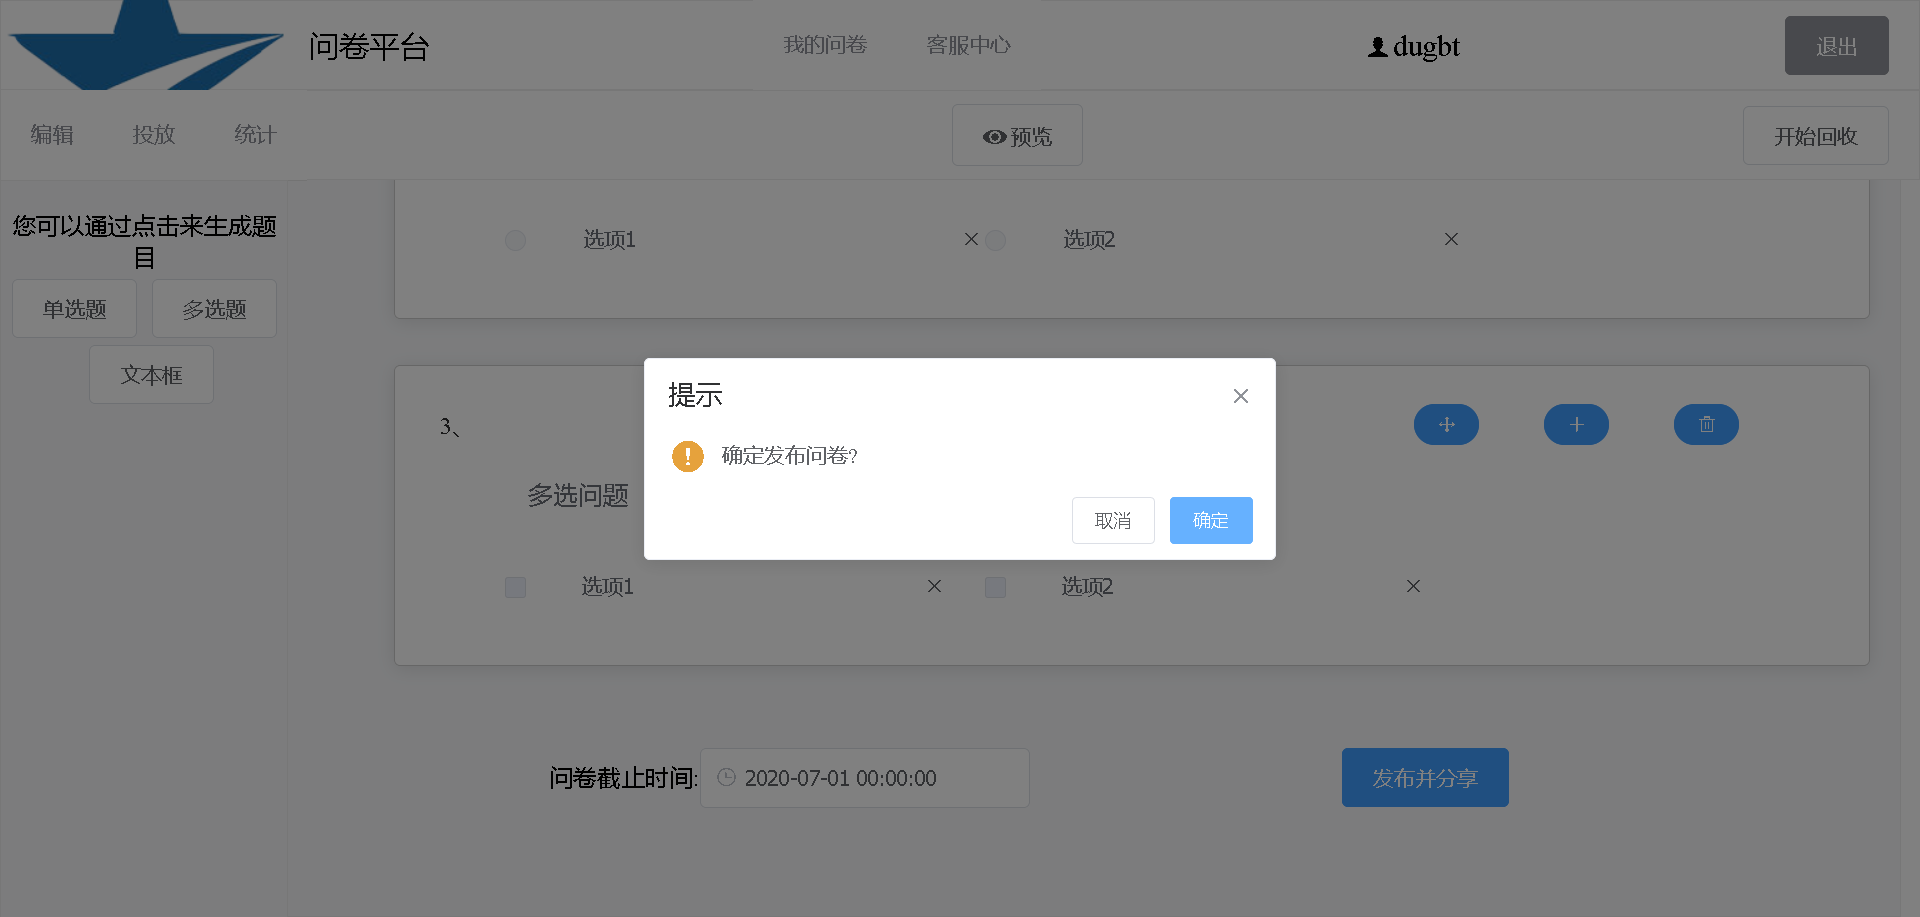 问卷平台
我的问卷 客服中心
dugbt
退出
编辑 投放 统计
预览
开始回收
您可以通过点击来生成题
目
单选题 多选题
文本框
选项1 选项2
提示
确定发布问卷?
取消 确定
3、
多选问题
选项1 选项2
问卷截止时间: 2020-07-01 00:00:00
发布并分享